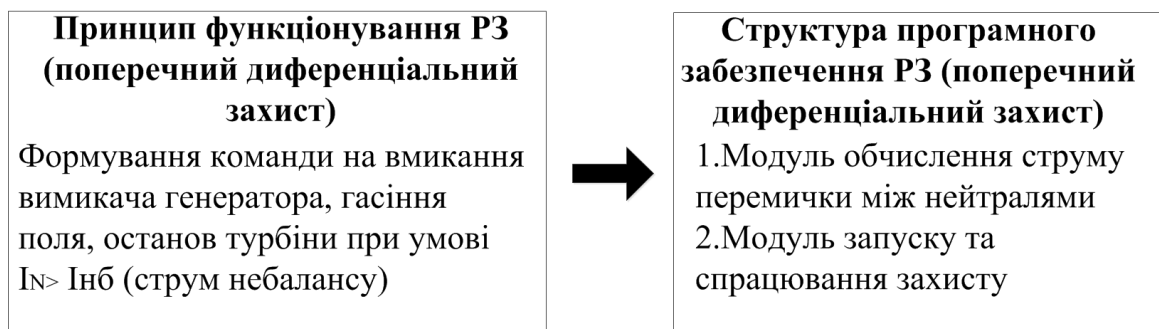 Принцип функціонування РЗ
(поперечний диференціальний
захист)
Формування команди на вмикання
вимикача генератора, гасіння
поля, останов турбіни при умові
IN> Iнб (струм небалансу)
Структура програмного
забезпечення РЗ (поперечний
диференціальний захист)
1.Модуль обчислення струму
перемички між нейтралями
2.Модуль запуску та
спрацювання захисту